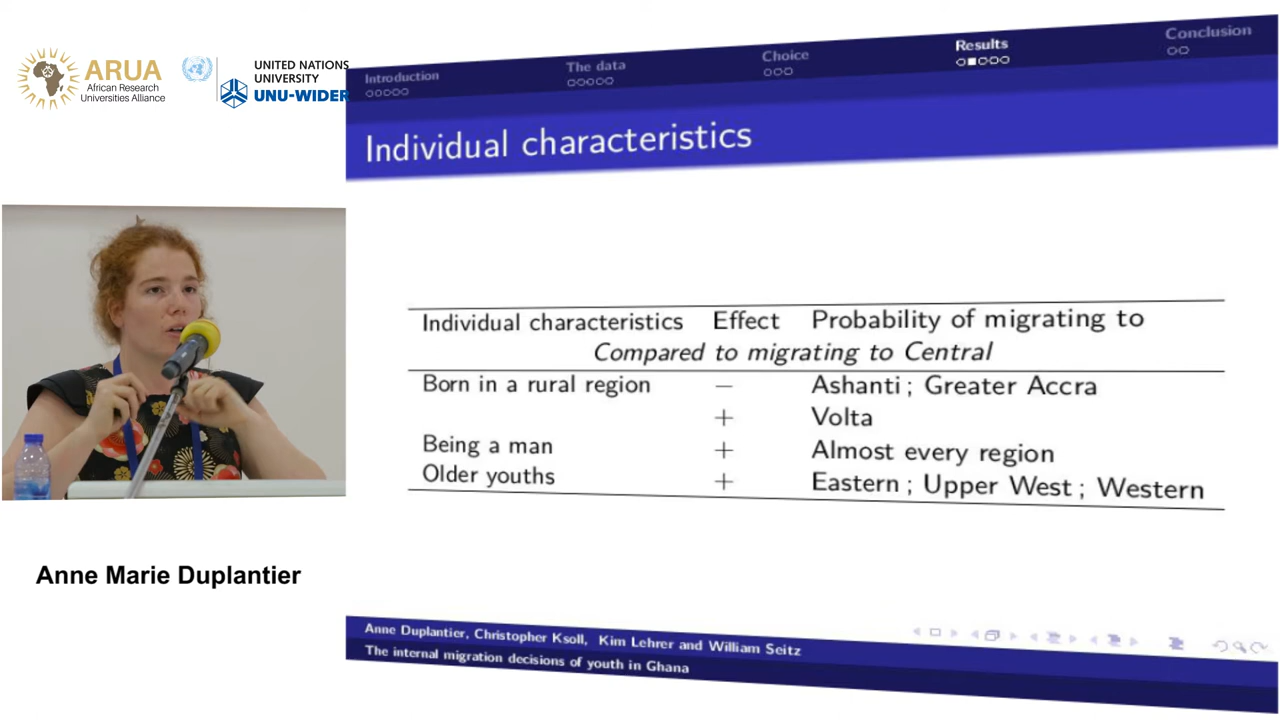 ARUA
African Research
Universities Alliance
UNITED NATIONS
UNIVERSITY
UNU-WIDER
Introduction
The data
Choice
Results
Conclusion
Individual characteristics
Individual characteristics Effect Probability of migrating to
Compared to migrating to Central
Born in a rural region − Ashanti ; Greater Accra
+ Volta
Being a man + Almost every region
Older youths + Eastern ; Upper West ; Western
Anne Marie Duplantier
Anne Duplantier, Christopher Ksoll, Kim Lehrer and William Seitz
The internal migration decisions of youth in Ghana